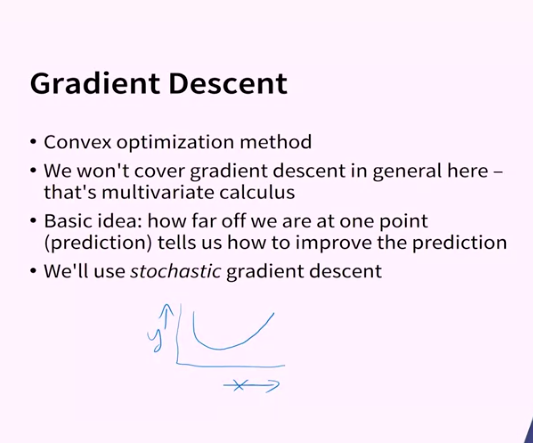 Gradient Descent
• Convex optimization method
• We won't cover gradient descent in general here –
that's multivariate calculus
• Basic idea: how far off we are at one point
(prediction) tells us how to improve the prediction
• We'll use stochastic gradient descent
y
x